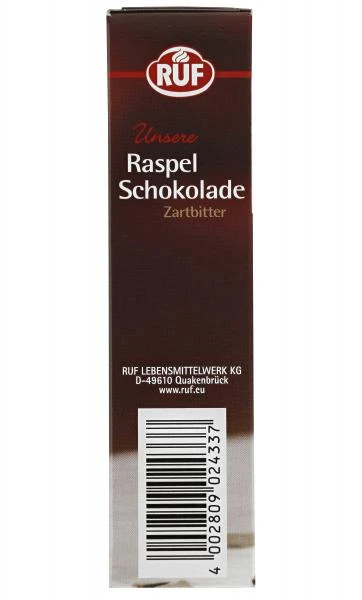 RUF
Unsere
Raspel
Schokolade
Zartbitter
RUF LEBENSMITTELWERK KG
D-49610 Quakenbrück
www.ruf.eu
4 002809 024337